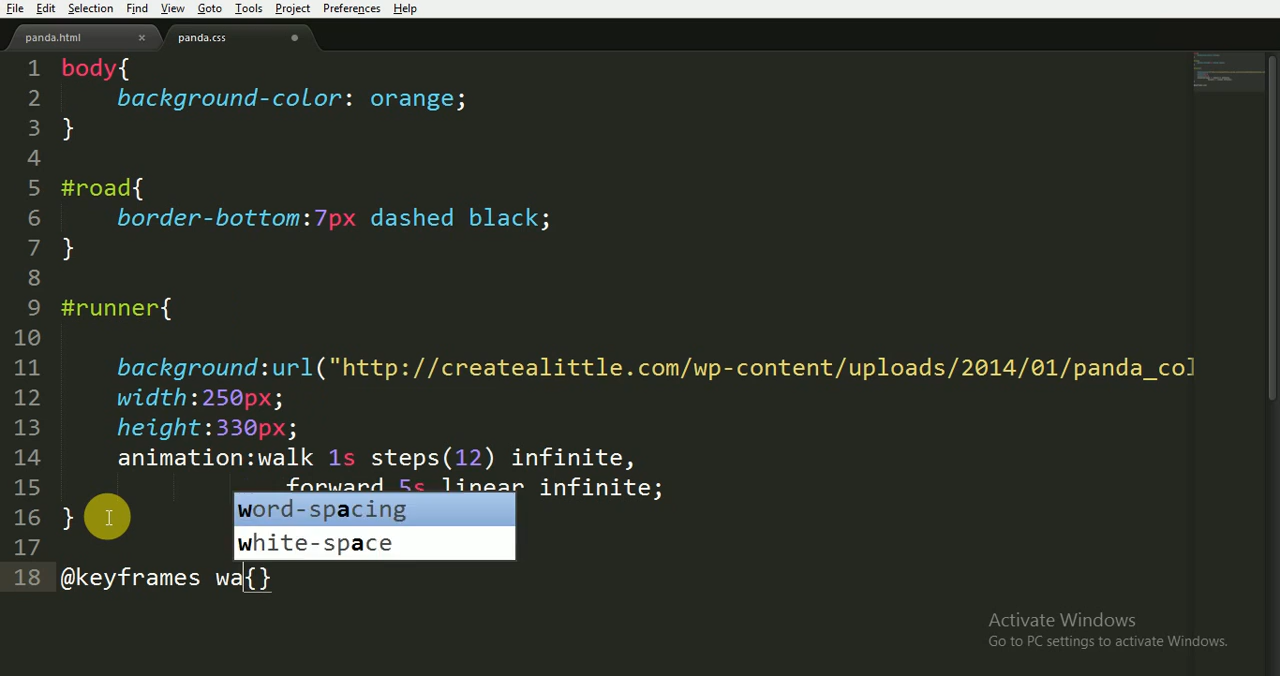 File Edit Selection Find View Goto Tools Project Preferences Help
panda.html × panda.css
1 body{
2 background-color: orange;
3 }
4
5 #road{
6 border-bottom:7px dashed black;
7 }
8
9 #runner{
10
11 background:url("http://createalittle.com/wp-content/uploads/2014/01/panda_col
12 width:250px;
13 height:330px;
14 animation:walk 1s steps(12) infinite,
15 forward 5s linear infinite;
word-spacing
16 }
white-space
17
18 @keyframes wa{}
Activate Windows
Go to PC settings to activate Windows.